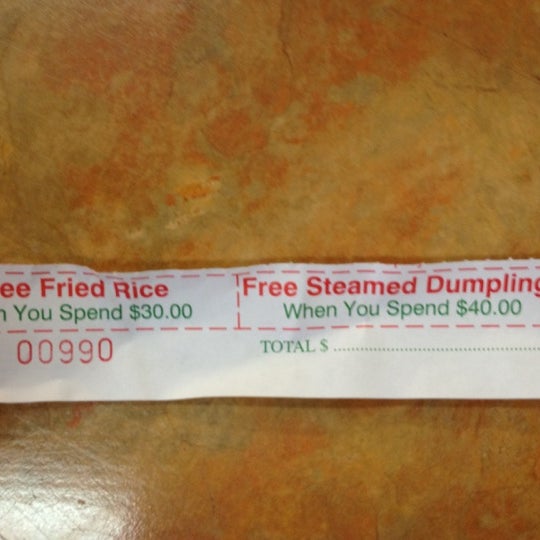 ee Fried Rice
n You Spend $30.00
Free Steamed Dumpling
When You Spend $40.00
00990
TOTAL $